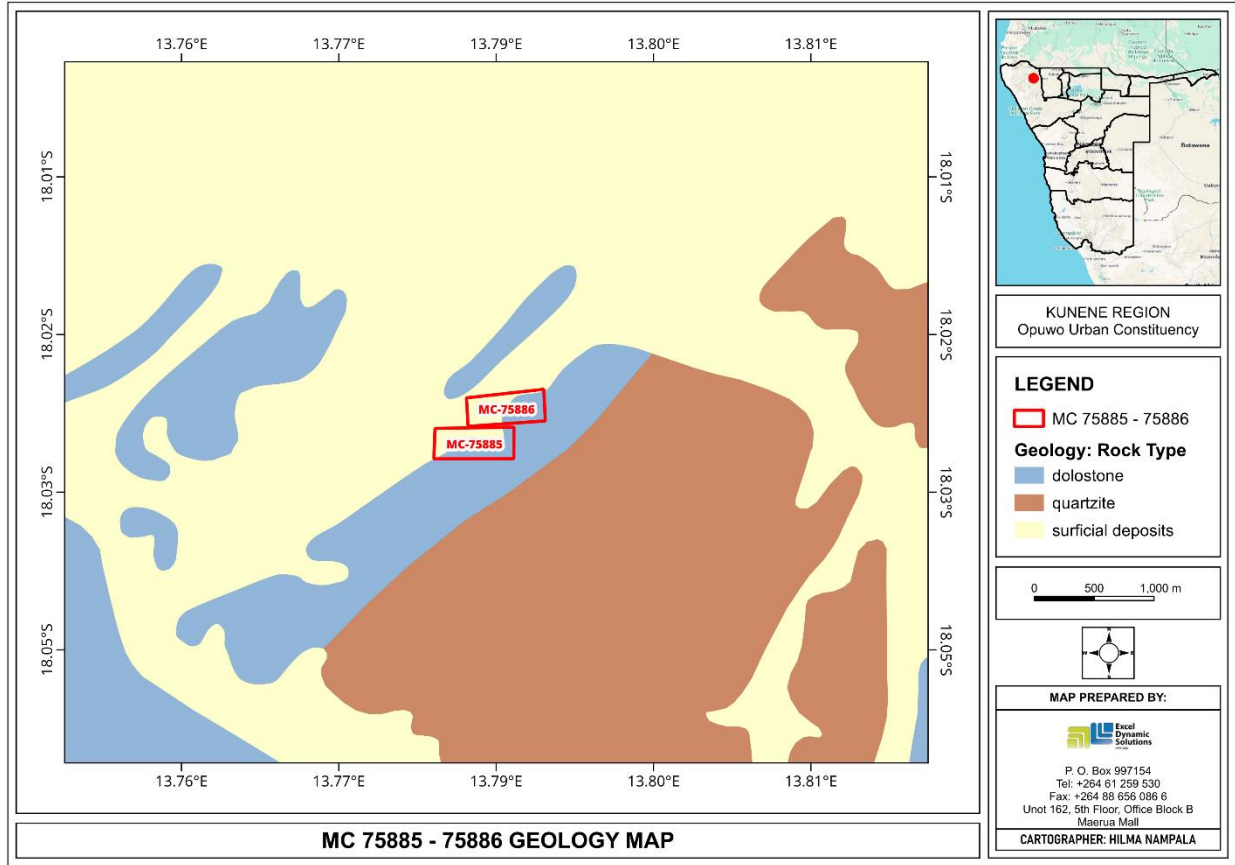 13.76°E 13.77°E 13.79°E 13.80°E 13.81°E
18.01°S 18.01°S
18.02°S 18.02°S
MC-75886
MC-75885
18.03°S 18.03°S
18.05°S 18.05°S
13.76°E 13.77°E 13.79°E 13.80°E 13.81°E
MC 75885 - 75886 GEOLOGY MAP
Botswana
KUNENE REGION
Opuwo Urban Constituency
LEGEND
MC 75885 - 75886
Geology: Rock Type
dolostone
quartzite
surficial deposits
0 500 1,000 m
N
W E
N
MAP PREPARED BY:
Excel
Dynamic
Solutions
P. O. Box 997154
Tel: +264 61 259 530
Fax: +264 88 656 086 6
Unot 162, 5th Floor, Office Block B
Maerua Mall
CARTOGRAPHER: HILMA NAMPALA